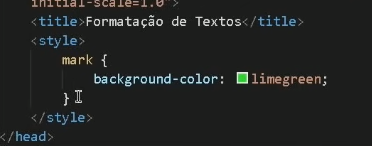 initial-scale=1.0">
<title>Formatação de Textos</title>
<style>
mark {
background-color: limegreen;
}
</style>
</head>